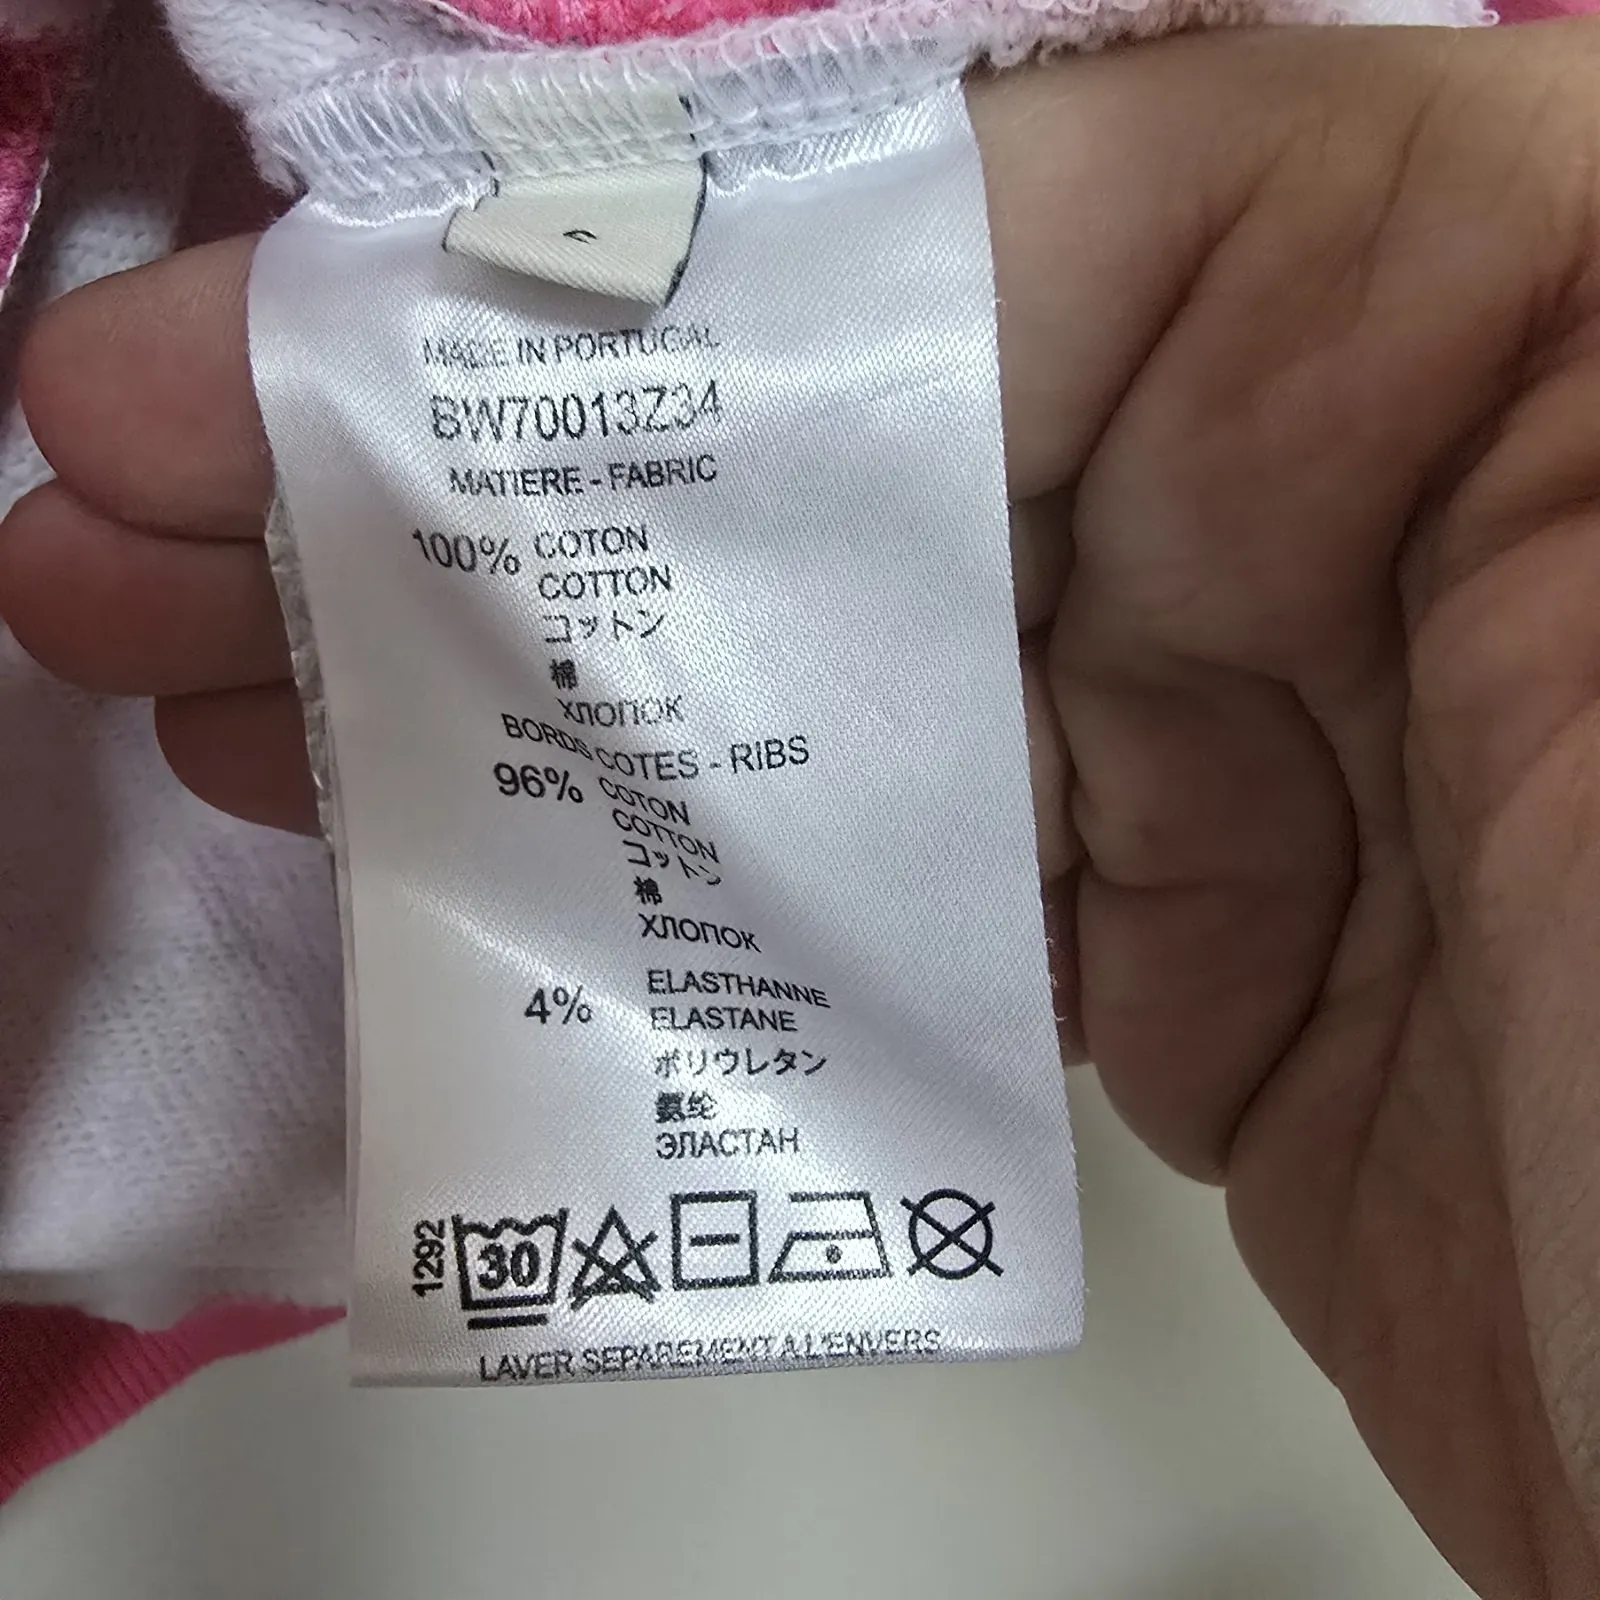 MADE IN PORTUGAL
BW70013Z34
MATIERE - FABRIC
100% COTON
COTTON
コットン
棉
ХЛОПОК
BORDS COTES - RIBS
96% COTON
COTTON
コットン
棉
ХЛОПОК
4% ELASTHANNE
ELASTANE
ポリウレタン
氨纶
ЭЛАСТАН
1292
30
LAVER SEPAREMENT A L'ENVERS